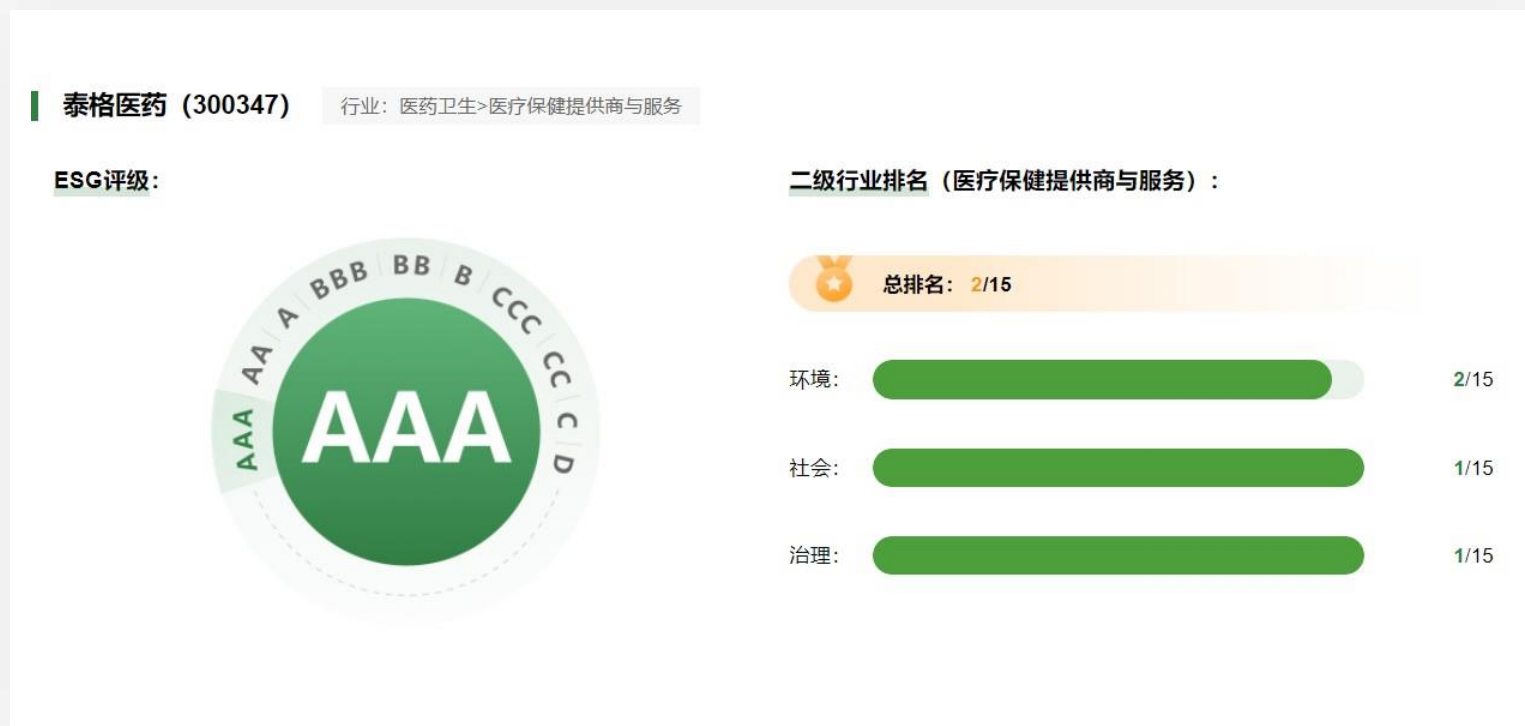 泰格医药（300347）
行业：医药卫生>医疗保健提供商与服务
ESG评级：
AAA
AA
A
BBB
BB
B
CCC
CC
C
D
AAA
二级行业排名（医疗保健提供商与服务）：
总排名： 2/15
环境： 2/15
社会： 1/15
治理： 1/15